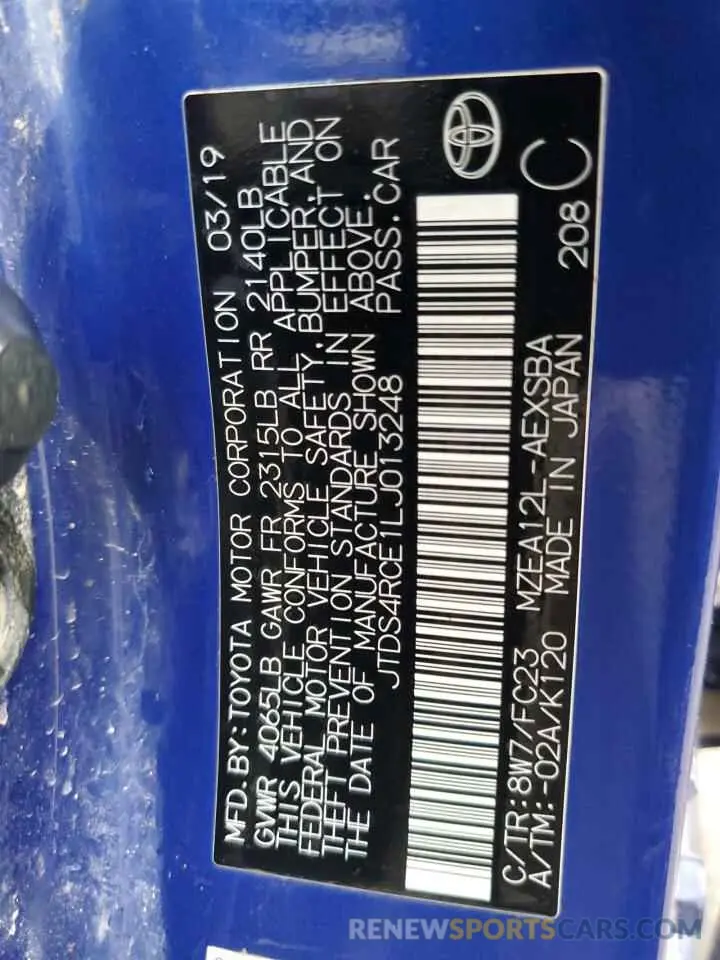 MFD. BY: TOYOTA MOTOR CORPORATION 03/19
GVWR 4065LB GAWR FR 2315LB RR 2140LB
THIS VEHICLE CONFORMS TO ALL APPLICABLE
FEDERAL MOTOR VEHICLE SAFETY, BUMPER, AND
THEFT PREVENTION STANDARDS IN EFFECT ON
THE DATE OF MANUFACTURE SHOWN ABOVE.
JTDS4RCE1LJ013248 PASS. CAR
C/TR: 8W7/FC23 MZEA12L-AEXSBA 208
A/TM: -02A/K120 MADE IN JAPAN C
RENEWSPORTSCARS.COM